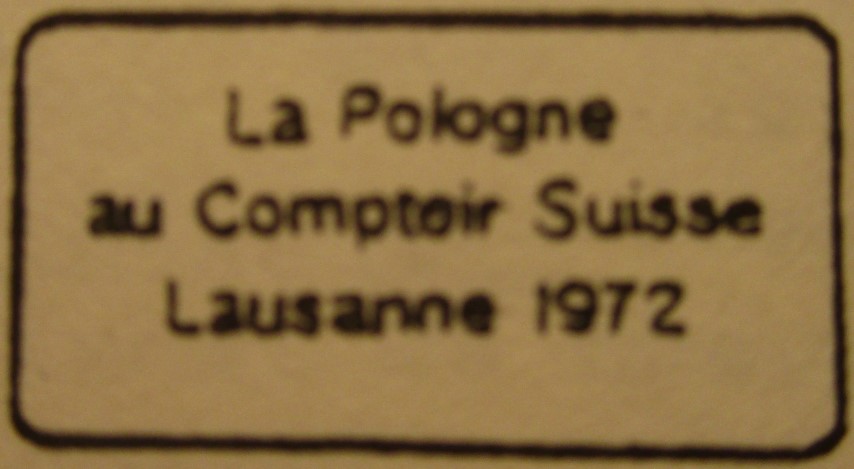 La Pologne
au Comptoir Suisse
Lausanne 1972